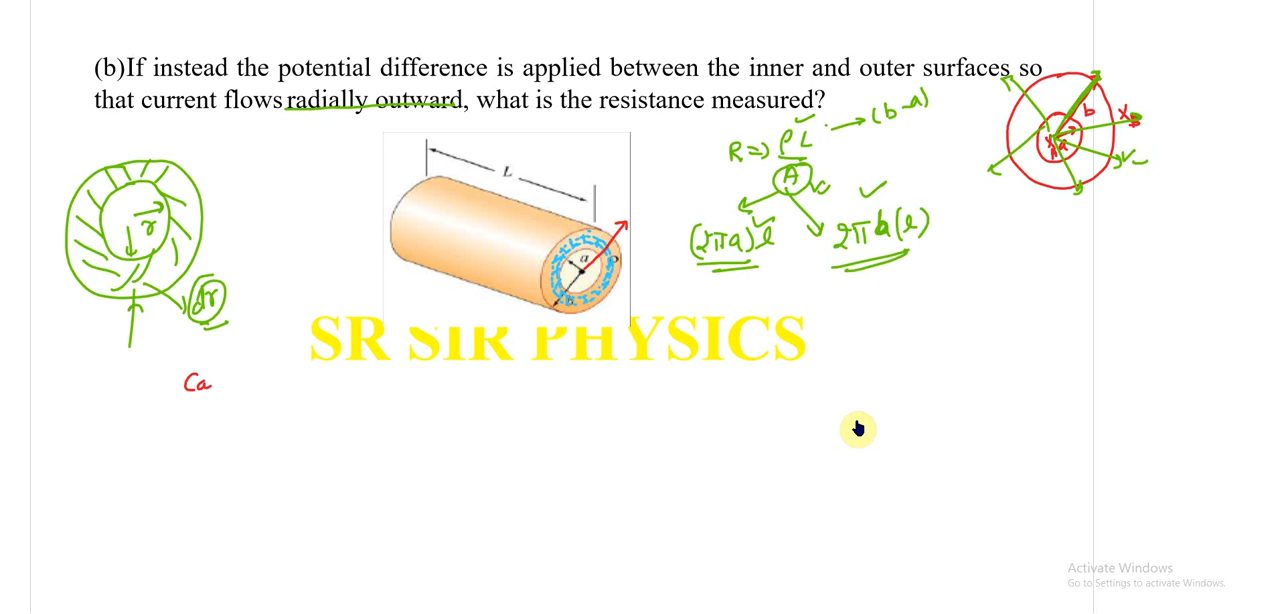 (b)If instead the potential difference is applied between the inner and outer surfaces so
that current flows radially outward, what is the resistance measured?
R => ρL → (b-a)
A
(2πa)l 2πb(l)
b
a
r
dr
L
a
b
SR SIR PHYSICS
Ca
Activate Windows
Go to Settings to activate Windows.